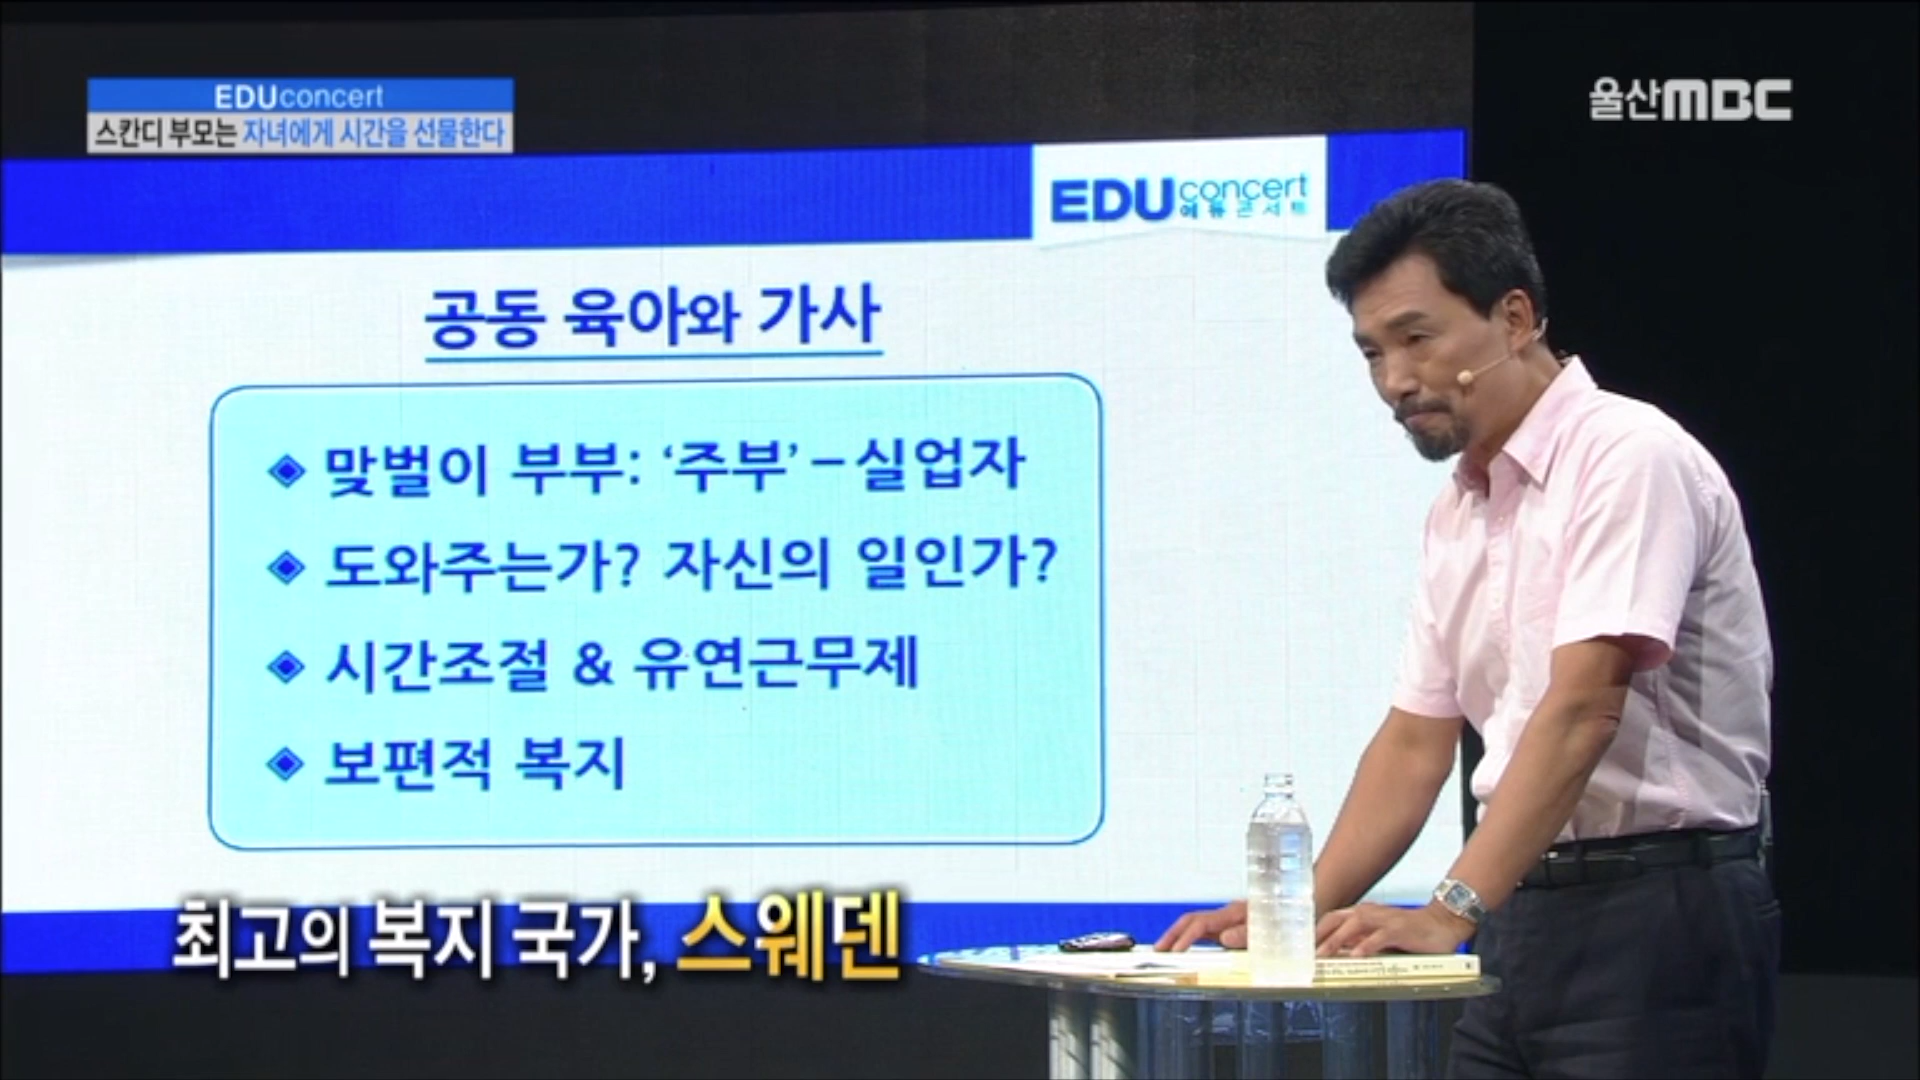 EDUconcert
스칸디 부모는 자녀에게 시간을 선물한다
울산MBC
EDUconcert
에듀콘서트
공동 육아와 가사
◈ 맞벌이 부부: ‘주부’-실업자
◈ 도와주는가? 자신의 일인가?
◈ 시간조절 & 유연근무제
◈ 보편적 복지
최고의 복지 국가, 스웨덴